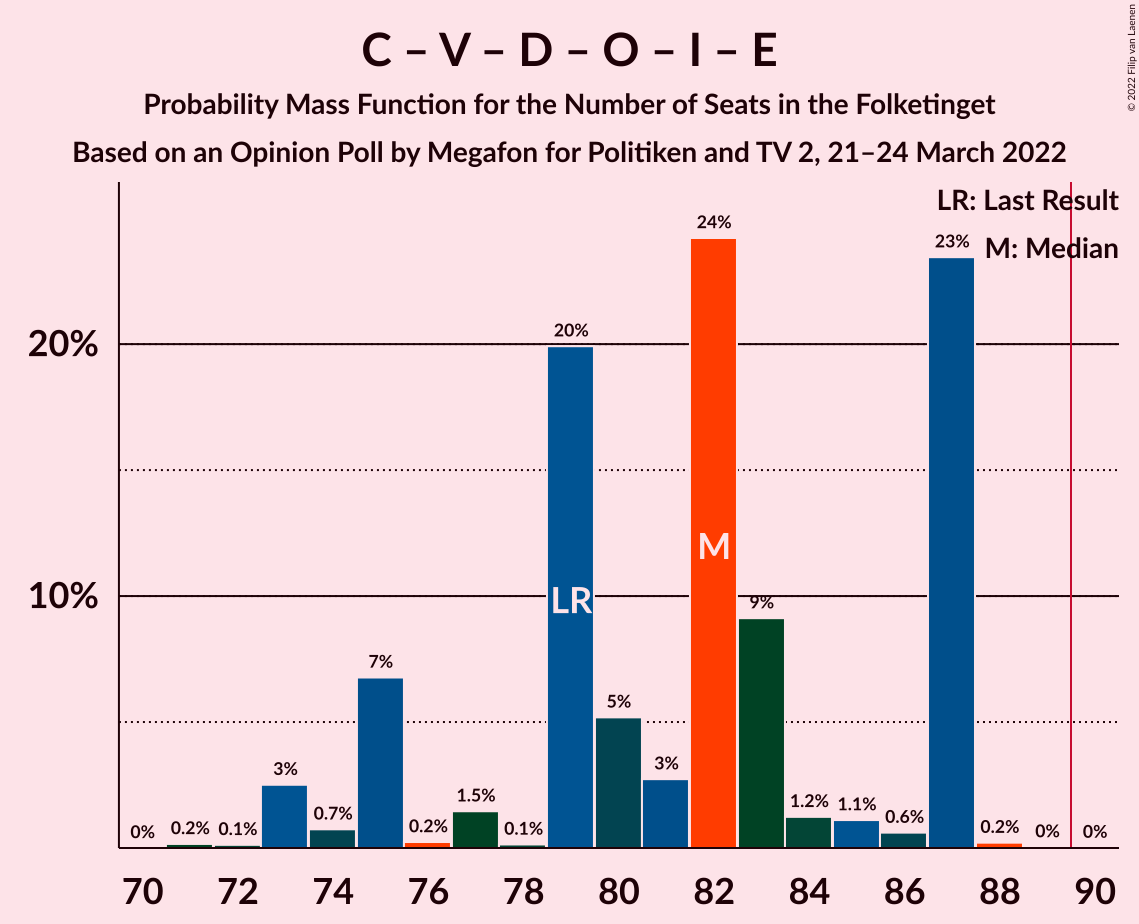 C – V – D – O – I – E
Probability Mass Function for the Number of Seats in the Folketinget
Based on an Opinion Poll by Megafon for Politiken and TV 2, 21–24 March 2022
© 2022 Filip van Laenen
LR: Last Result
M: Median
20%
10%
0%
0.2%
0.1%
3%
0.7%
7%
0.2%
1.5%
0.1%
20%
5%
3%
24%
9%
1.2%
1.1%
0.6%
23%
0.2%
0%
0%
LR
M
70 72 74 76 78 80 82 84 86 88 90